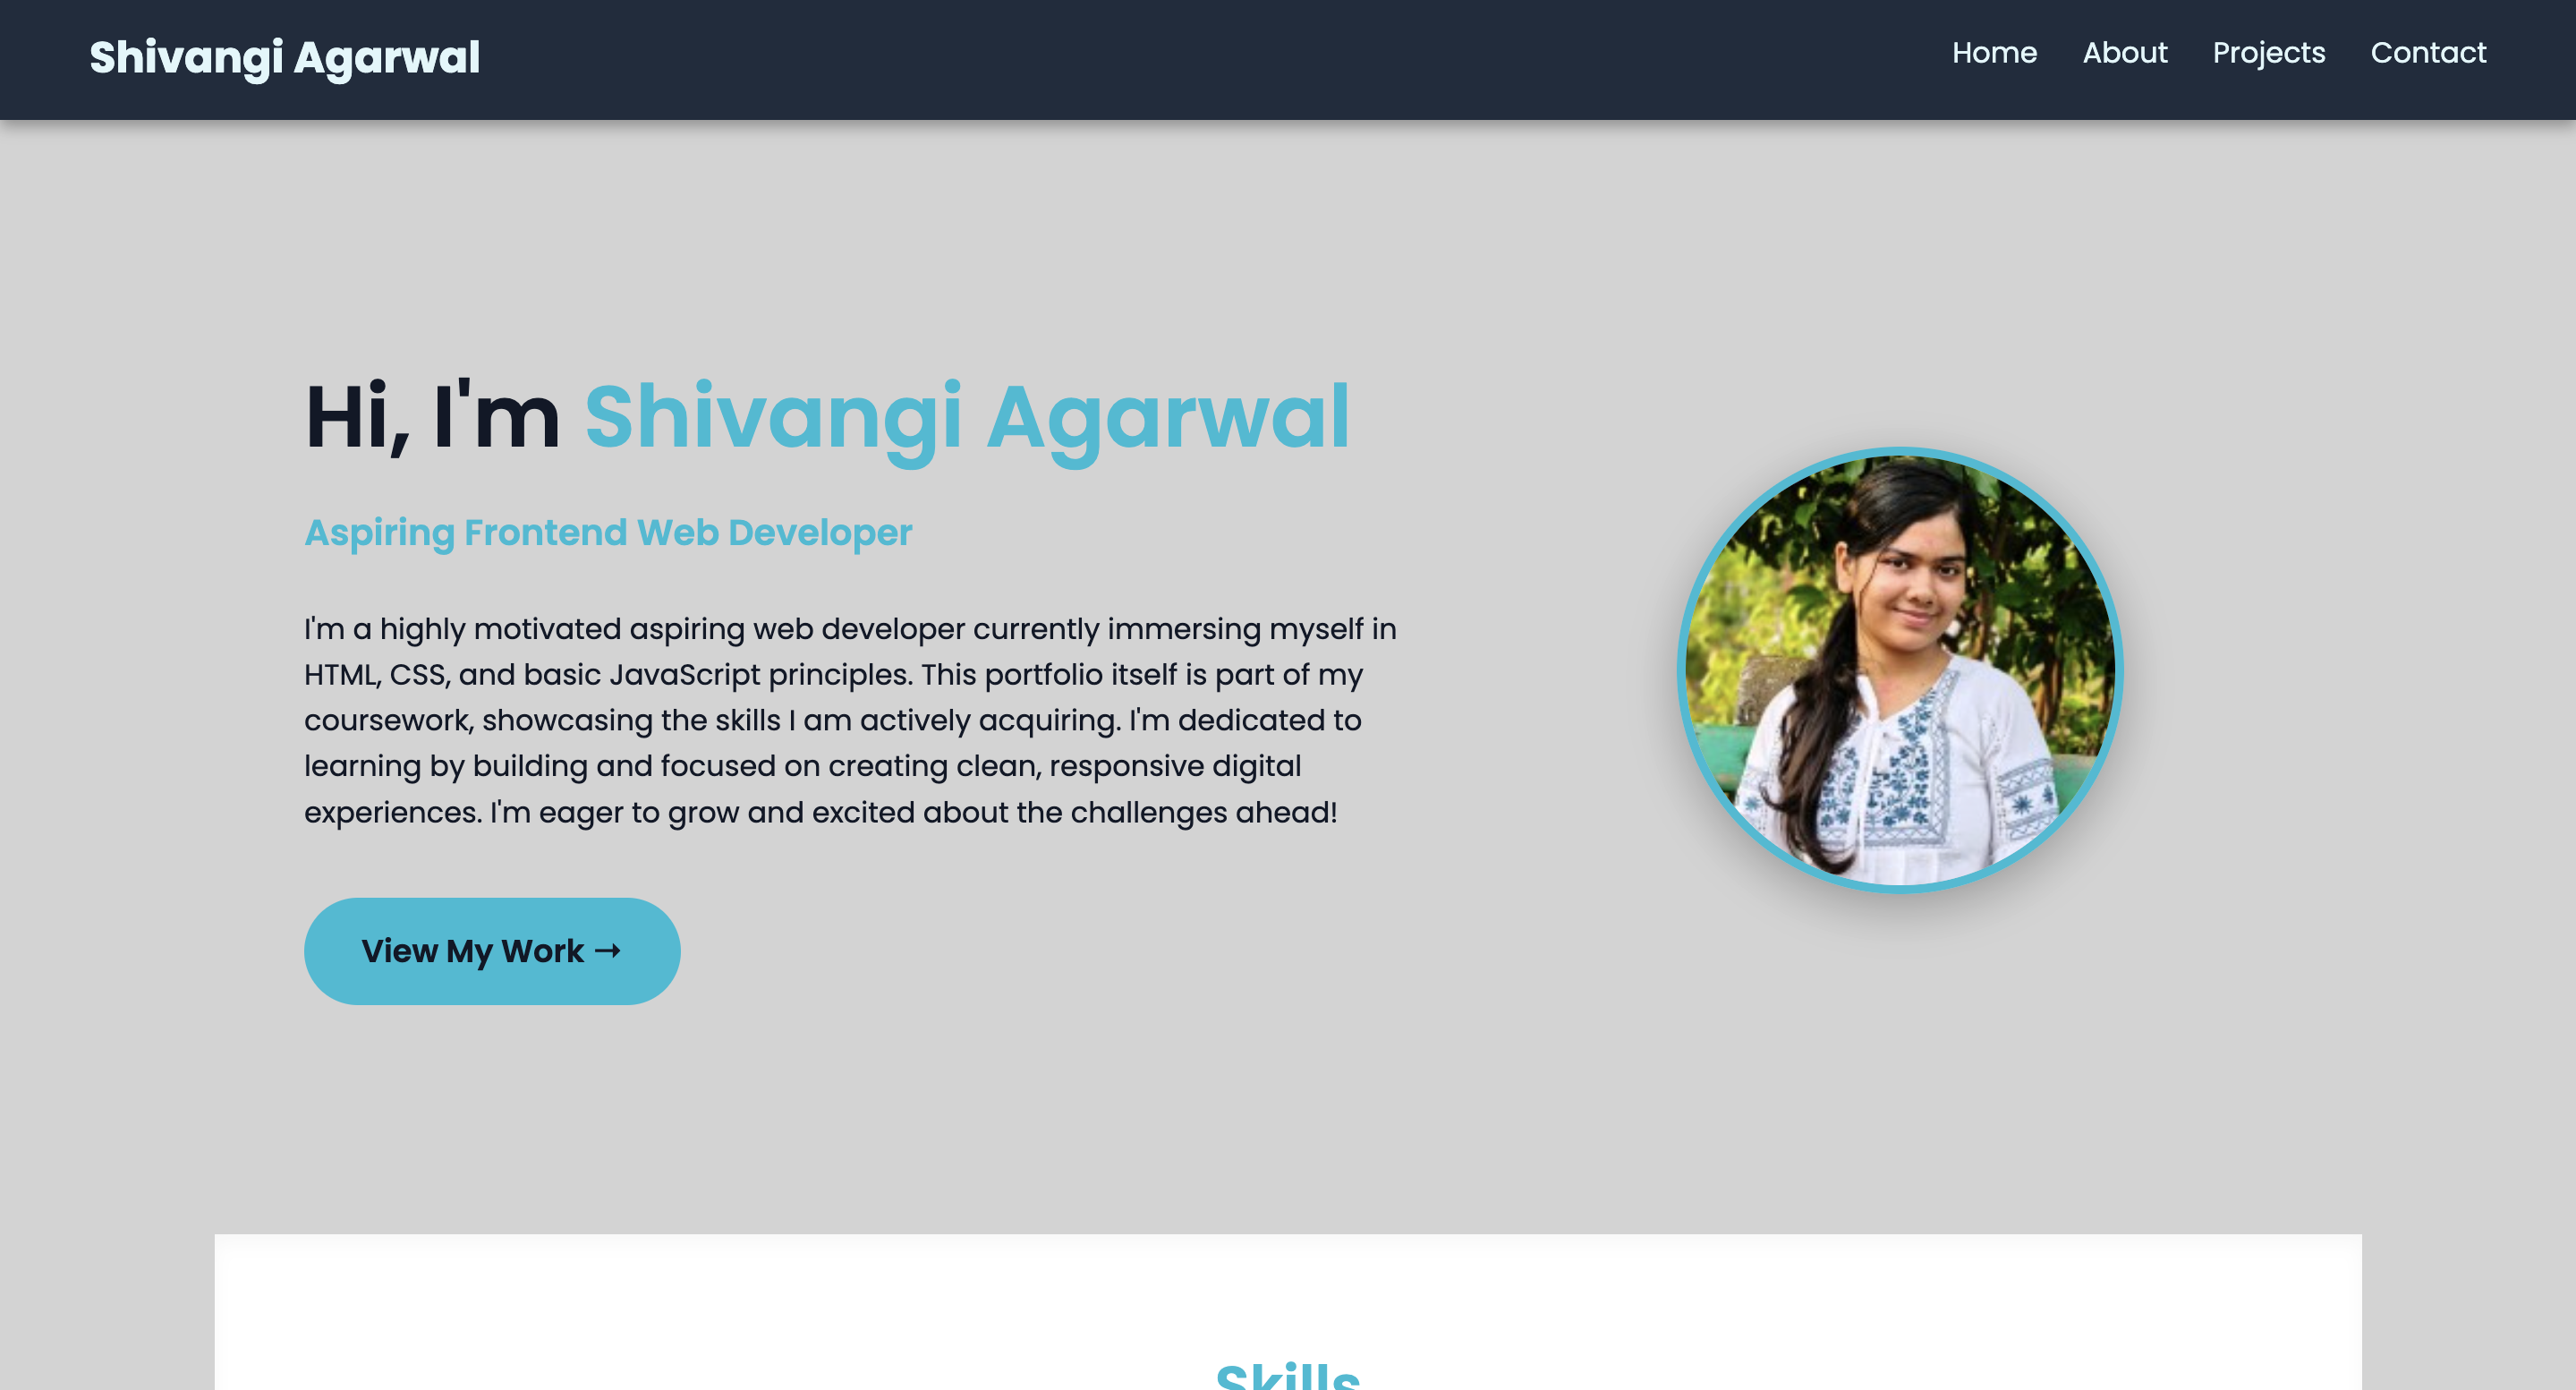 Shivangi Agarwal
Home About Projects Contact
Hi, I'm Shivangi Agarwal
Aspiring Frontend Web Developer
I'm a highly motivated aspiring web developer currently immersing myself in
HTML, CSS, and basic JavaScript principles. This portfolio itself is part of my
coursework, showcasing the skills I am actively acquiring. I'm dedicated to
learning by building and focused on creating clean, responsive digital
experiences. I'm eager to grow and excited about the challenges ahead!
View My Work →
Skills